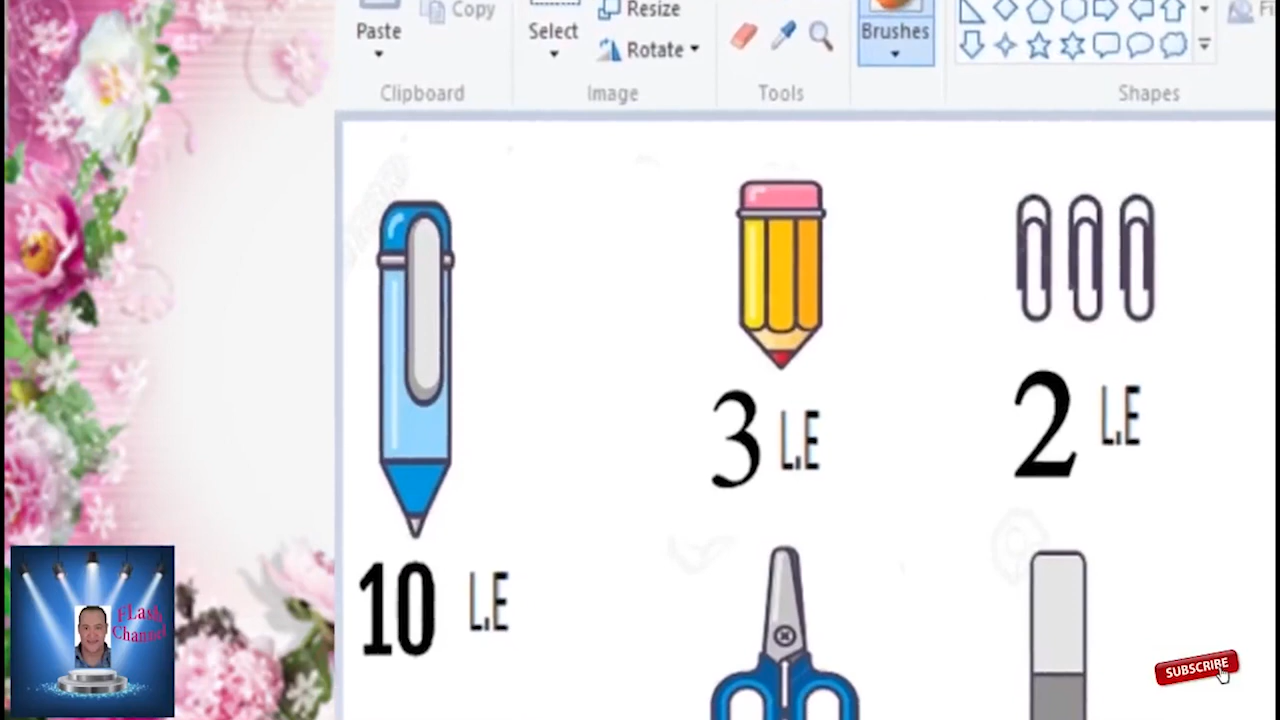 Paste
Copy
Select
Resize
Rotate
Brushes
Clipboard
Image
Tools
Shapes
3 L.E
2 L.E
10 L.E
FLash
Channel
SUBSCRIBE